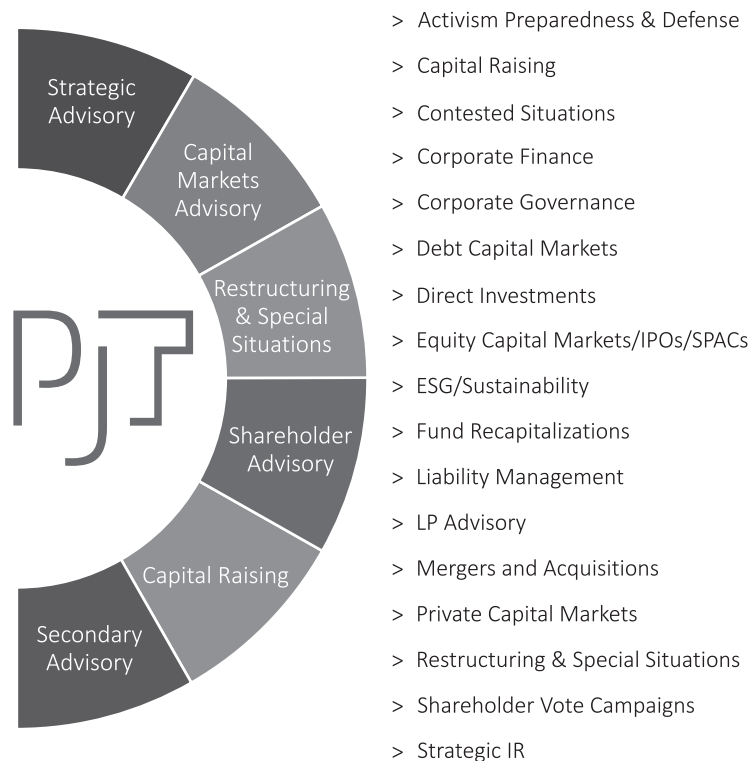 Strategic
Advisory
Capital
Markets
Advisory
Restructuring
& Special
Situations
Shareholder
Advisory
Capital Raising
Secondary
Advisory
PJT
> Activism Preparedness & Defense
> Capital Raising
> Contested Situations
> Corporate Finance
> Corporate Governance
> Debt Capital Markets
> Direct Investments
> Equity Capital Markets/IPOs/SPACs
> ESG/Sustainability
> Fund Recapitalizations
> Liability Management
> LP Advisory
> Mergers and Acquisitions
> Private Capital Markets
> Restructuring & Special Situations
> Shareholder Vote Campaigns
> Strategic IR